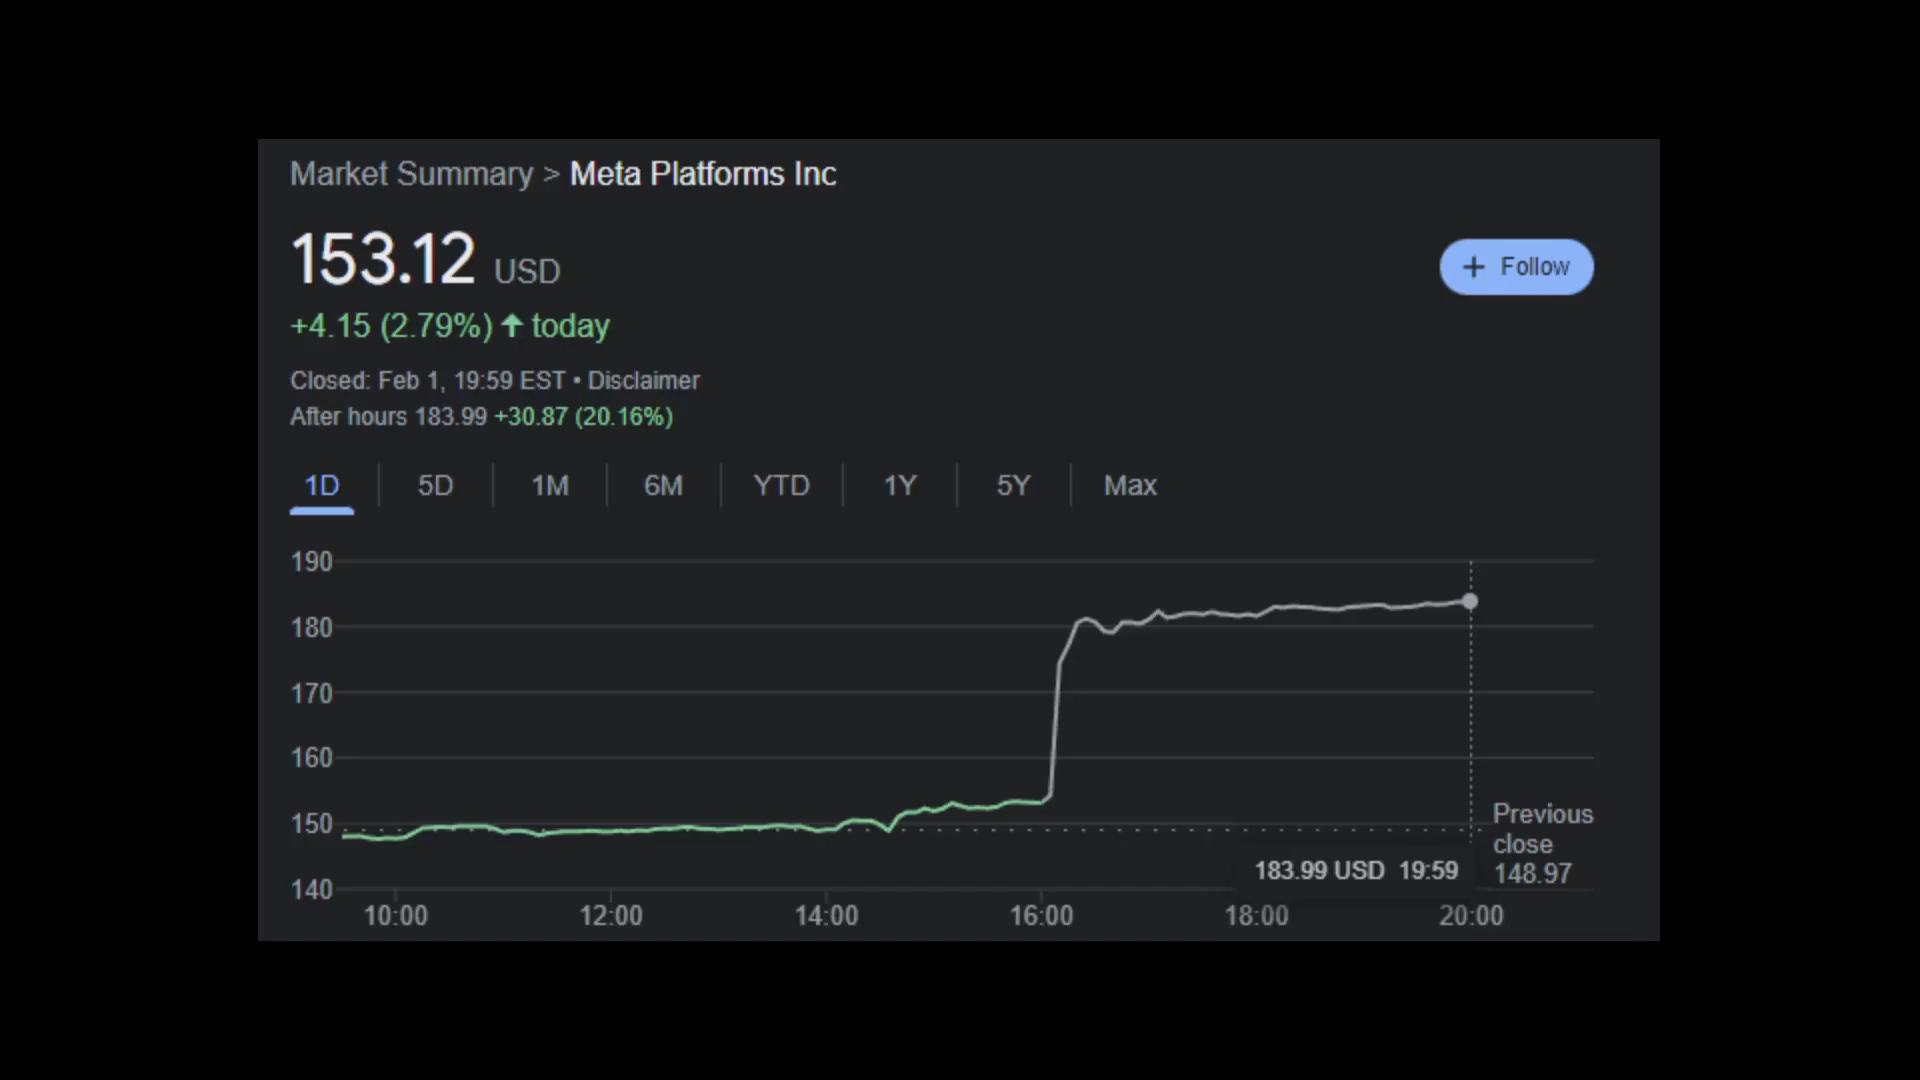 Market Summary > Meta Platforms Inc
153.12 USD
+ Follow
+4.15 (2.79%) ↑ today
Closed: Feb 1, 19:59 EST • Disclaimer
After hours 183.99 +30.87 (20.16%)
1D 5D 1M 6M YTD 1Y 5Y Max
190
180
170
160
150
140
Previous
close
148.97
183.99 USD 19:59
10:00 12:00 14:00 16:00 18:00 20:00